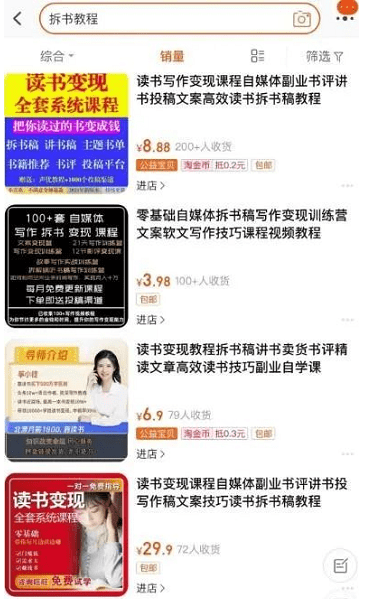 拆书教程
综合
销量
筛选
读书变现
全套系统课程
把你读过的书变成钱
拆书稿 讲书稿 主题书单
书籍推荐 书评 投稿平台
读书写作变现课程自媒体副业书评讲
书投稿文案高效读书拆书稿教程
¥8.88 200+人收货
公益宝贝 淘金币 抵0.2元 包邮
进店
100+套 自媒体
写作 拆书 变现 课程
每月免费更新课程
下单即送投稿渠道
零基础自媒体拆书稿写作变现训练营
文案软文写作技巧课程视频教程
¥3.98 100+人收货
包邮
进店
导师介绍
读书变现教程拆书稿讲书卖货书评精
读文章高效读书技巧副业自学课
¥6.9 79人收货
公益宝贝 淘金币 抵0.3元 包邮
进店
一对一免费指导
读书变现
全套系统课程
零基础
免费试学
读书变现课程自媒体副业书评讲书投
写作稿文案技巧读书拆书稿教程
¥29.9 72人收货
包邮
进店